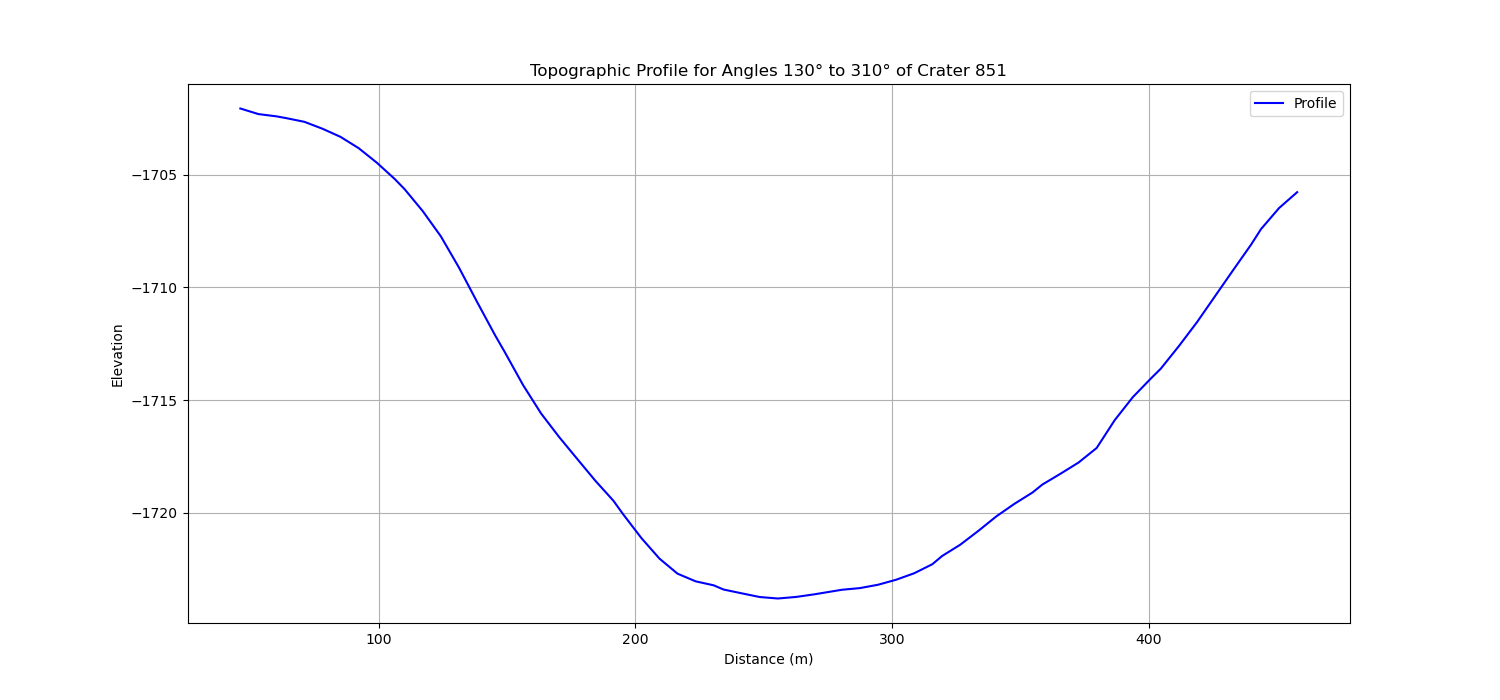 Topographic Profile for Angles 130° to 310° of Crater 851
Profile
Elevation
−1705
−1710
−1715
−1720
100
200
300
400
Distance (m)